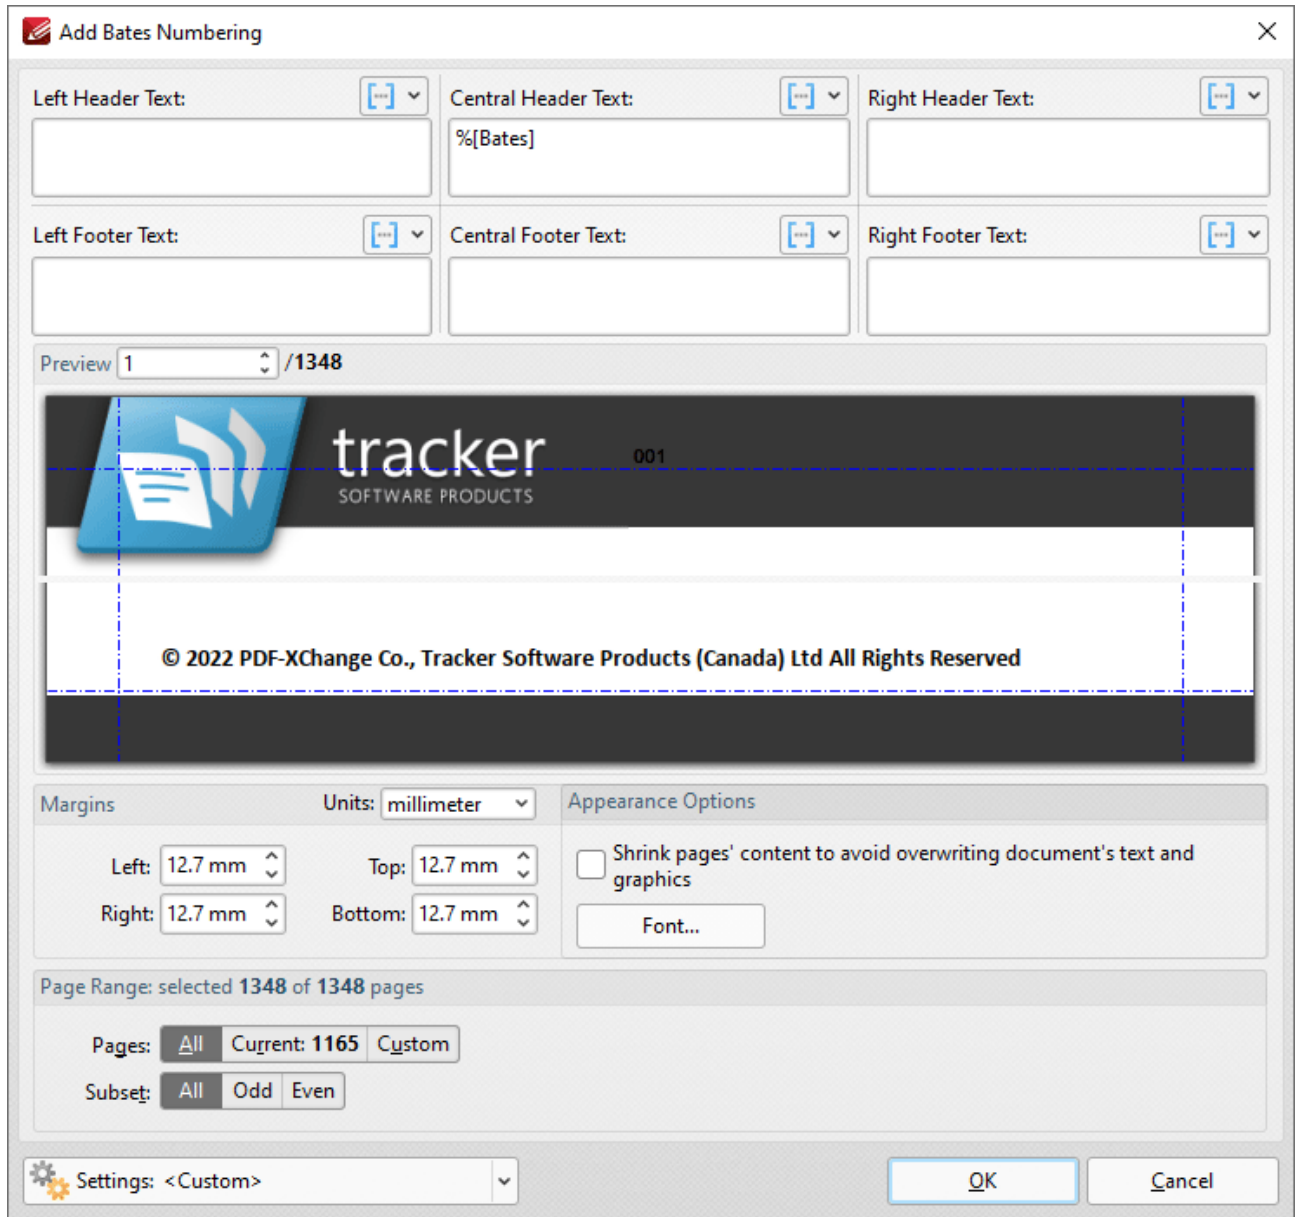 Add Bates Numbering
Left Header Text:
Central Header Text:
Right Header Text:
%[Bates]
Left Footer Text:
Central Footer Text:
Right Footer Text:
Preview 1 /1348
tracker
SOFTWARE PRODUCTS
001
© 2022 PDF-XChange Co., Tracker Software Products (Canada) Ltd All Rights Reserved
Margins
Units: millimeter
Left: 12.7 mm
Top: 12.7 mm
Right: 12.7 mm
Bottom: 12.7 mm
Appearance Options
Shrink pages' content to avoid overwriting document's text and
graphics
Font...
Page Range: selected 1348 of 1348 pages
Pages: All Current: 1165 Custom
Subset: All Odd Even
Settings: <Custom>
OK
Cancel